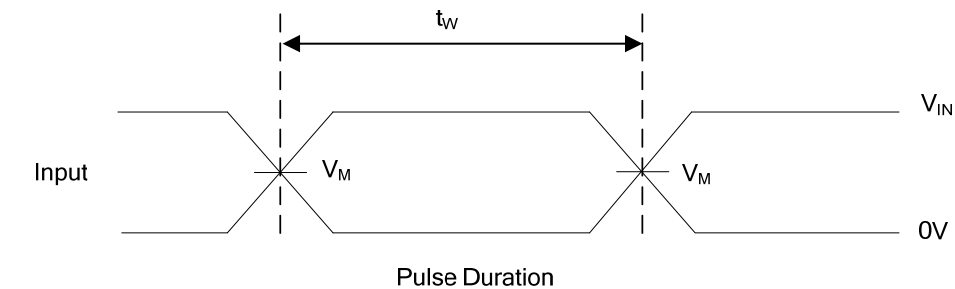 tW
VIN
Input
VM
VM
0V
Pulse Duration